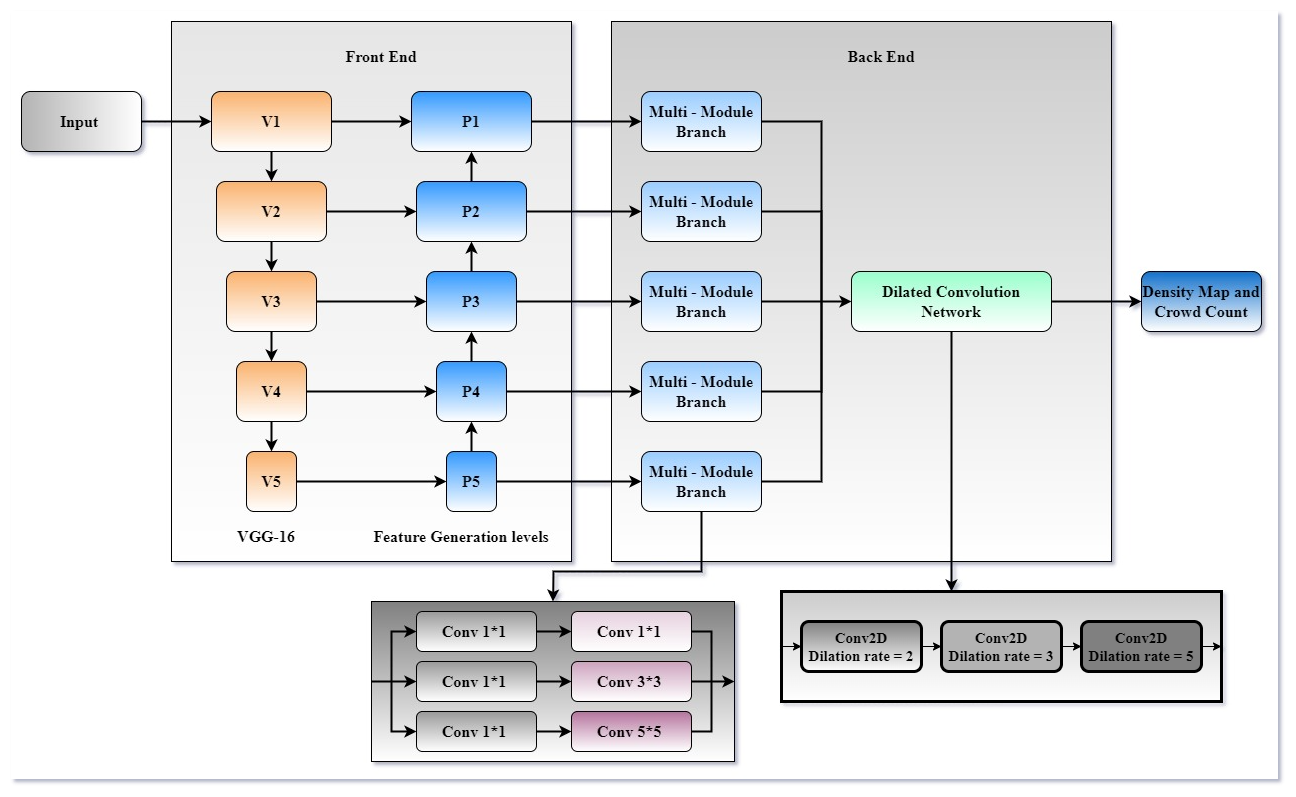 Front End
Back End
Input
V1
P1
Multi - Module
Branch
V2
P2
Multi - Module
Branch
V3
P3
Multi - Module
Branch
Dilated Convolution
Network
Density Map and
Crowd Count
V4
P4
Multi - Module
Branch
V5
P5
Multi - Module
Branch
VGG-16
Feature Generation levels
Conv 1*1
Conv 1*1
Conv 1*1
Conv 3*3
Conv 1*1
Conv 5*5
Conv2D
Dilation rate = 2
Conv2D
Dilation rate = 3
Conv2D
Dilation rate = 5